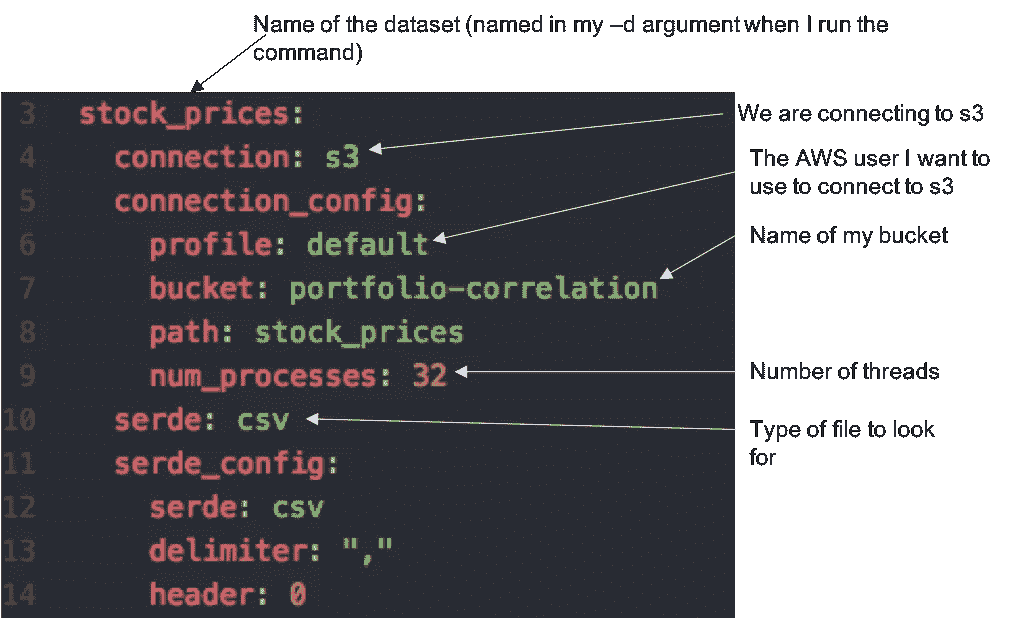 Name of the dataset (named in my –d argument when I run the
command)
3 stock_prices:
We are connecting to s3
4 connection: s3
The AWS user I want to
use to connect to s3
5 connection_config:
6 profile: default
Name of my bucket
7 bucket: portfolio-correlation
8 path: stock_prices
9 num_processes: 32
Number of threads
10 serde: csv
Type of file to look
for
11 serde_config:
12 serde: csv
13 delimiter: ","
14 header: 0